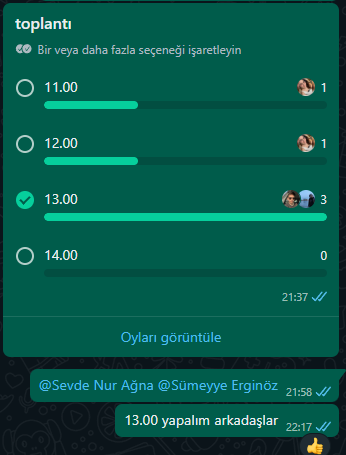 toplantı
Bir veya daha fazla seçeneği işaretleyin
11.00 1
12.00 1
13.00 3
14.00 0
21:37
Oyları görüntüle
@Sevde Nur Ağna @Sümeyye Erginöz 21:58
13.00 yapalım arkadaşlar 22:17